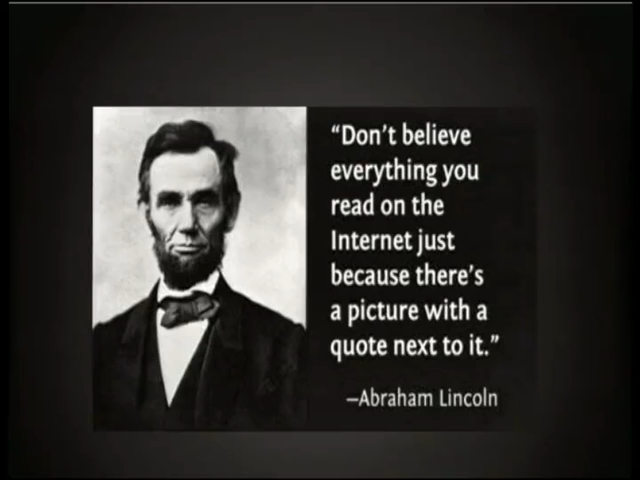 “Don’t believe
everything you
read on the
Internet just
because there’s
a picture with a
quote next to it.”
—Abraham Lincoln